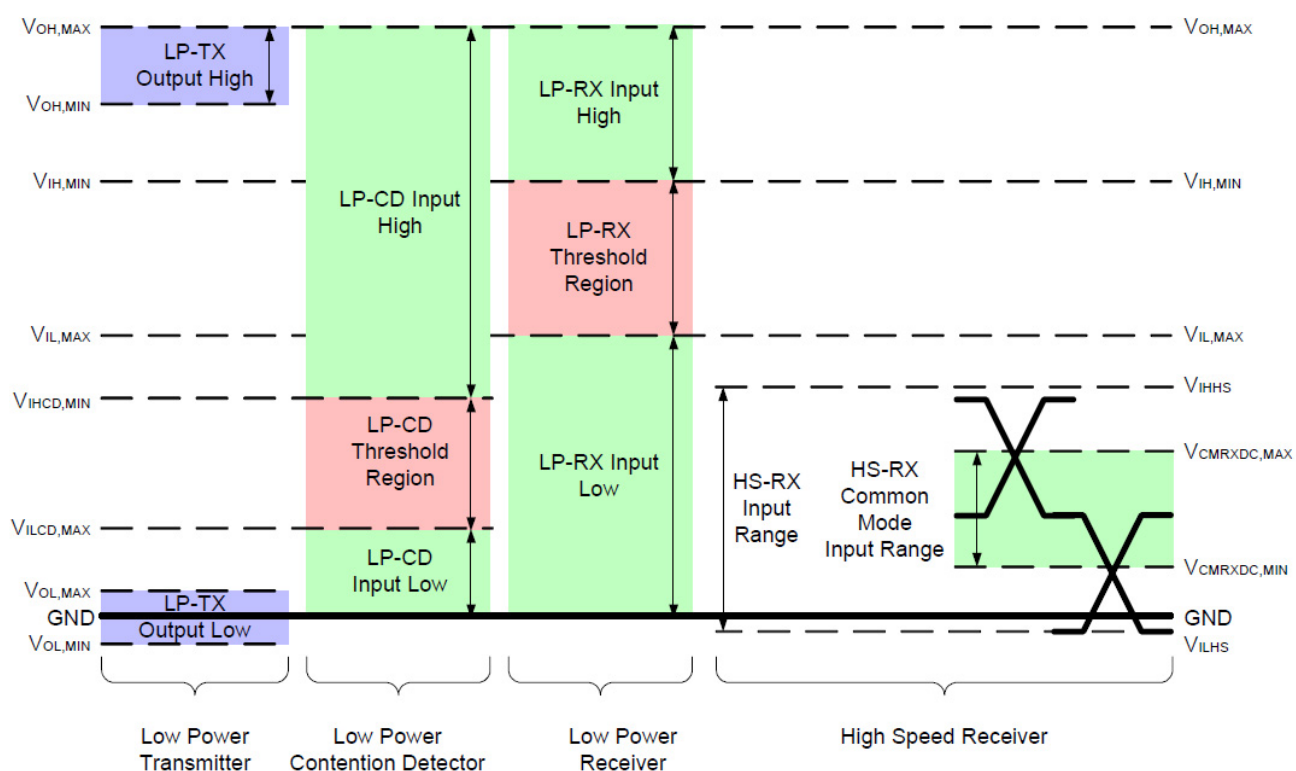 VOH,MAX
LP-TX
Output High
VOH,MIN
VIH,MIN
VIL,MAX
VIHCD,MIN
VILCD,MAX
VOL,MAX
GND
VOL,MIN
LP-TX
Output Low
LP-CD Input
High
LP-CD
Threshold
Region
LP-CD
Input Low
LP-RX Input
High
LP-RX
Threshold
Region
LP-RX Input
Low
HS-RX
Input
Range
HS-RX
Common
Mode
Input Range
VOH,MAX
VIH,MIN
VIL,MAX
VIHHS
VCMRXDC,MAX
VCMRXDC,MIN
GND
VILHS
Low Power
Transmitter
Low Power
Contention Detector
Low Power
Receiver
High Speed Receiver